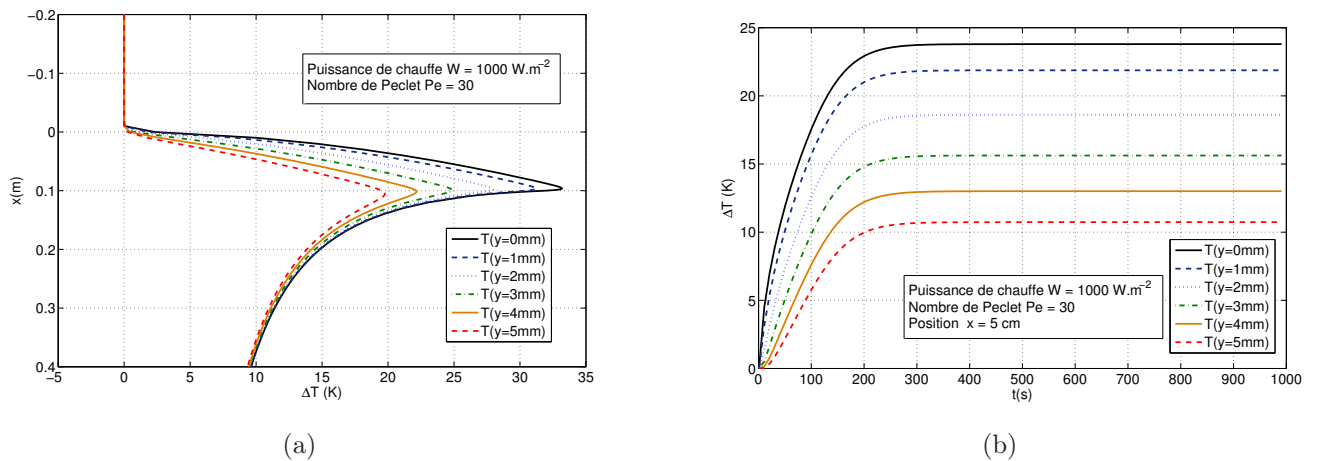 −0.2
−0.1
0
0.1
0.2
0.3
0.4
x(m)
−5 0 5 10 15 20 25 30 35
ΔT (K)
Puissance de chauffe W = 1000 W.m⁻²
Nombre de Peclet Pe = 30
T(y=0mm)
T(y=1mm)
T(y=2mm)
T(y=3mm)
T(y=4mm)
T(y=5mm)
(a)
25
20
15
10
5
0
ΔT (K)
0 100 200 300 400 500 600 700 800 900 1000
t(s)
Puissance de chauffe W = 1000 W.m⁻²
Nombre de Peclet Pe = 30
Position x = 5 cm
T(y=0mm)
T(y=1mm)
T(y=2mm)
T(y=3mm)
T(y=4mm)
T(y=5mm)
(b)